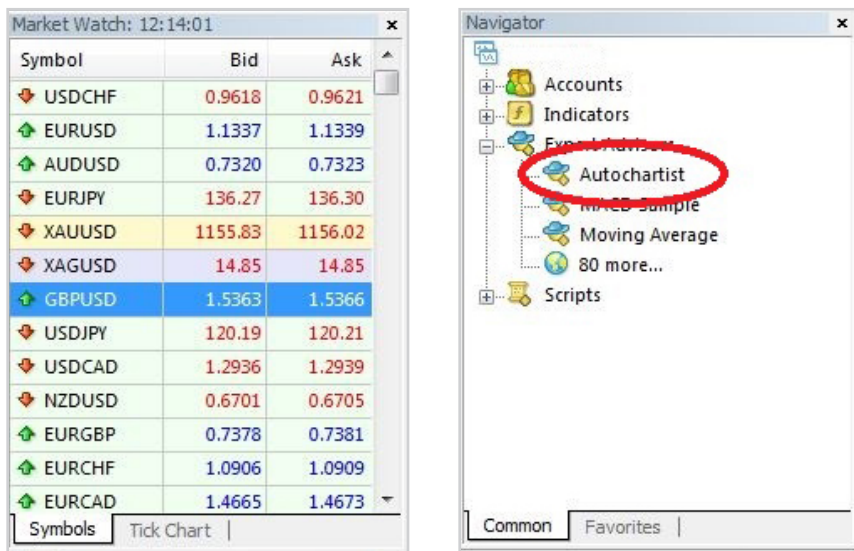 Market Watch: 12:14:01
Symbol Bid Ask
USDCHF 0.9618 0.9621
EURUSD 1.1337 1.1339
AUDUSD 0.7320 0.7323
EURJPY 136.27 136.30
XAUUSD 1155.83 1156.02
XAGUSD 14.85 14.85
GBPUSD 1.5363 1.5366
USDJPY 120.19 120.21
USDCAD 1.2936 1.2939
NZDUSD 0.6701 0.6705
EURGBP 0.7378 0.7381
EURCHF 1.0906 1.0909
EURCAD 1.4665 1.4673
Symbols Tick Chart
Navigator
Accounts
Indicators
Expert Advisors
Autochartist
MACD Sample
Moving Average
80 more...
Scripts
Common Favorites